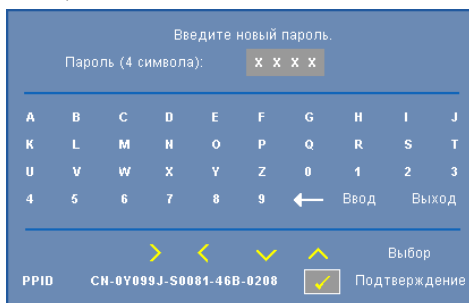 Введите новый пароль.
Пароль (4 символа): X X X X
A B C D E F G H I J
K L M N O P Q R S T
U V W X Y Z 0 1 2 3
4 5 6 7 8 9 Ввод Выход
Выбор
PPID CN-0Y099J-S0081-46B-0208 Подтверждение